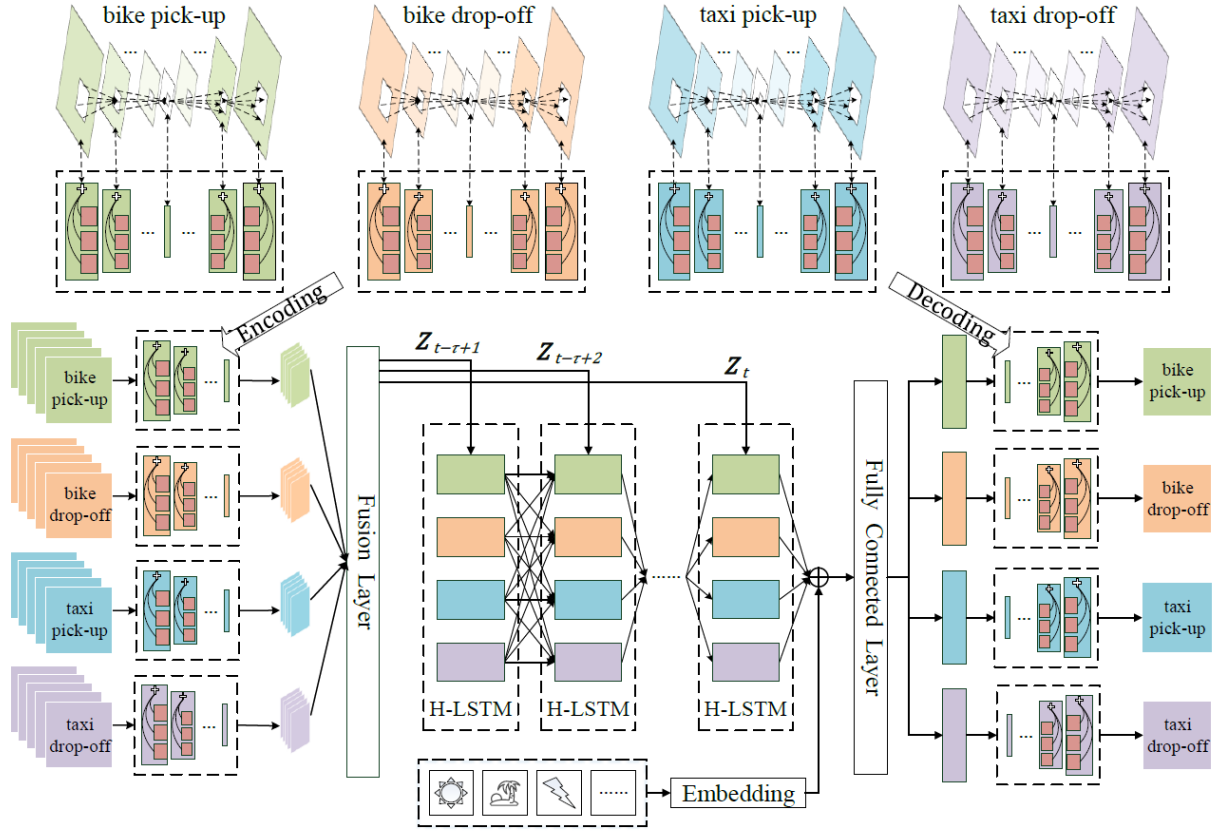 bike pick-up
bike drop-off
taxi pick-up
taxi drop-off
...
...
...
...
...
...
...
...
...
...
...
...
Encoding
Decoding
Z t−τ+1
Z t−τ+2
Z t
bike
pick-up
...
bike
drop-off
...
taxi
pick-up
...
taxi
drop-off
...
Fusion Layer
......
H-LSTM
H-LSTM
H-LSTM
......
Embedding
Fully Connected Layer
...
bike
pick-up
...
bike
drop-off
...
taxi
pick-up
...
taxi
drop-off